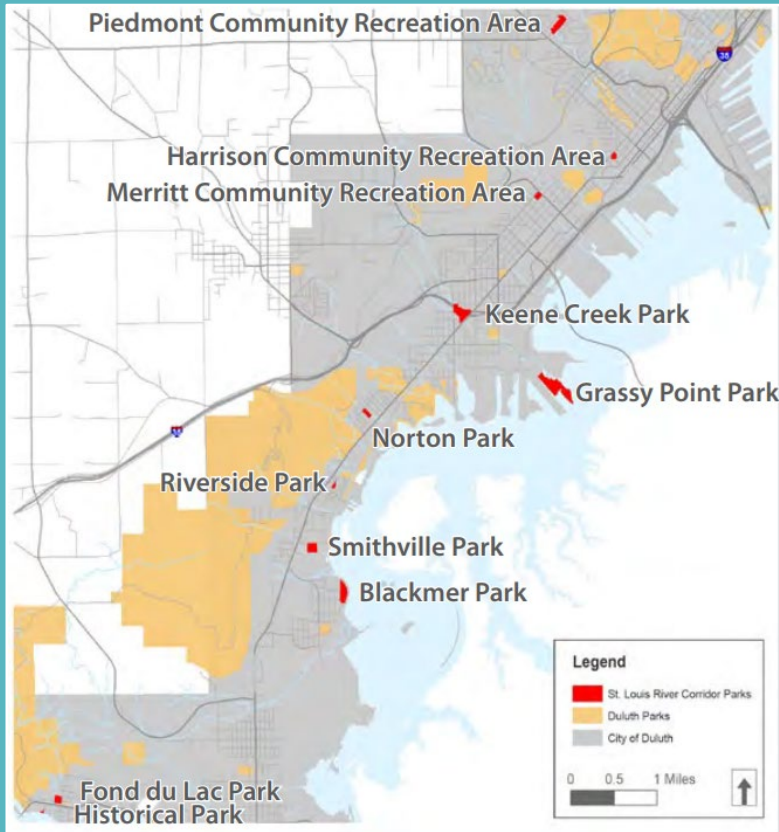 Piedmont Community Recreation Area
35
Harrison Community Recreation Area
Merritt Community Recreation Area
Keene Creek Park
Grassy Point Park
Norton Park
Riverside Park
Smithville Park
Blackmer Park
Legend
St. Louis River Corridor Parks
Duluth Parks
City of Duluth
0 0.5 1 Miles
Fond du Lac Park
Historical Park